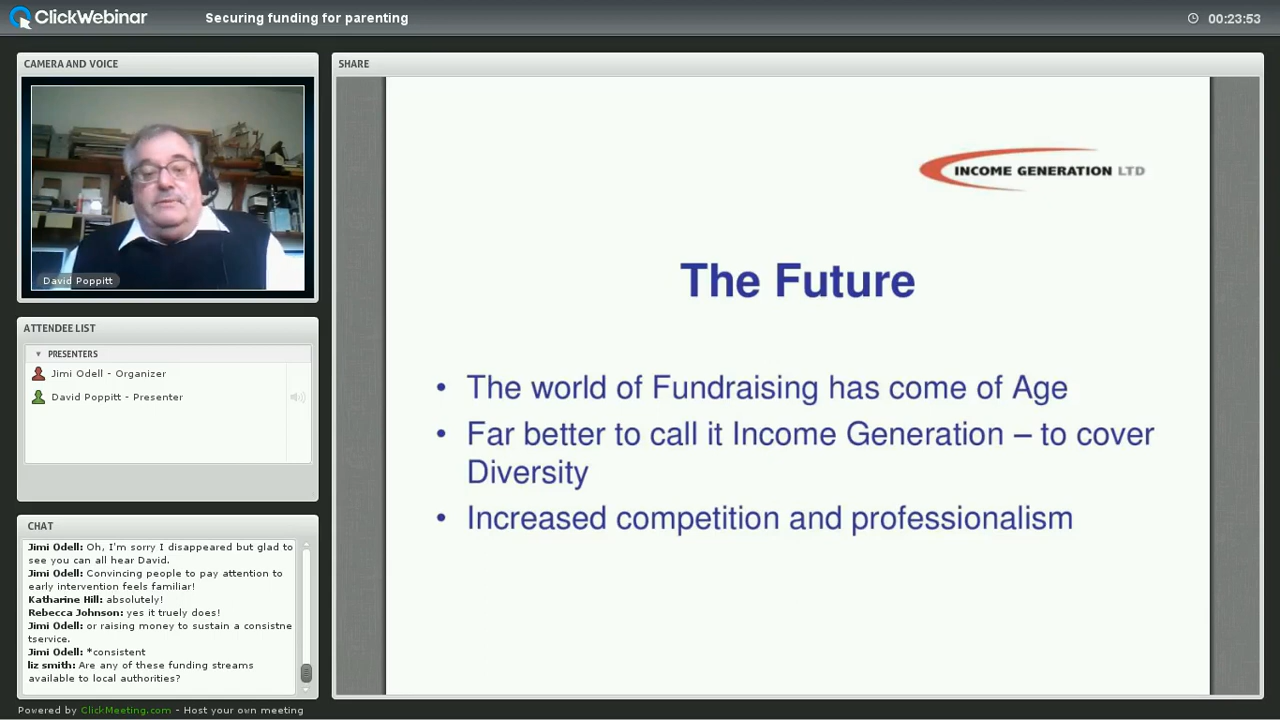 ClickWebinar
Securing funding for parenting
00:23:53
CAMERA AND VOICE
David Poppitt
ATTENDEE LIST
PRESENTERS
Jimi Odell - Organizer
David Poppitt - Presenter
CHAT
Jimi Odell: Oh, I'm sorry I disappeared but glad to
see you can all hear David.
Jimi Odell: Convincing people to pay attention to
early intervention feels familiar!
Katharine Hill: absolutely!
Rebecca Johnson: yes it truely does!
Jimi Odell: or raising money to sustain a consistne
tservice.
Jimi Odell: *consistent
liz smith: Are any of these funding streams
available to local authorities?
SHARE
INCOME GENERATION LTD
The Future
• The world of Fundraising has come of Age
• Far better to call it Income Generation – to cover
Diversity
• Increased competition and professionalism
Powered by ClickMeeting.com - Host your own meeting